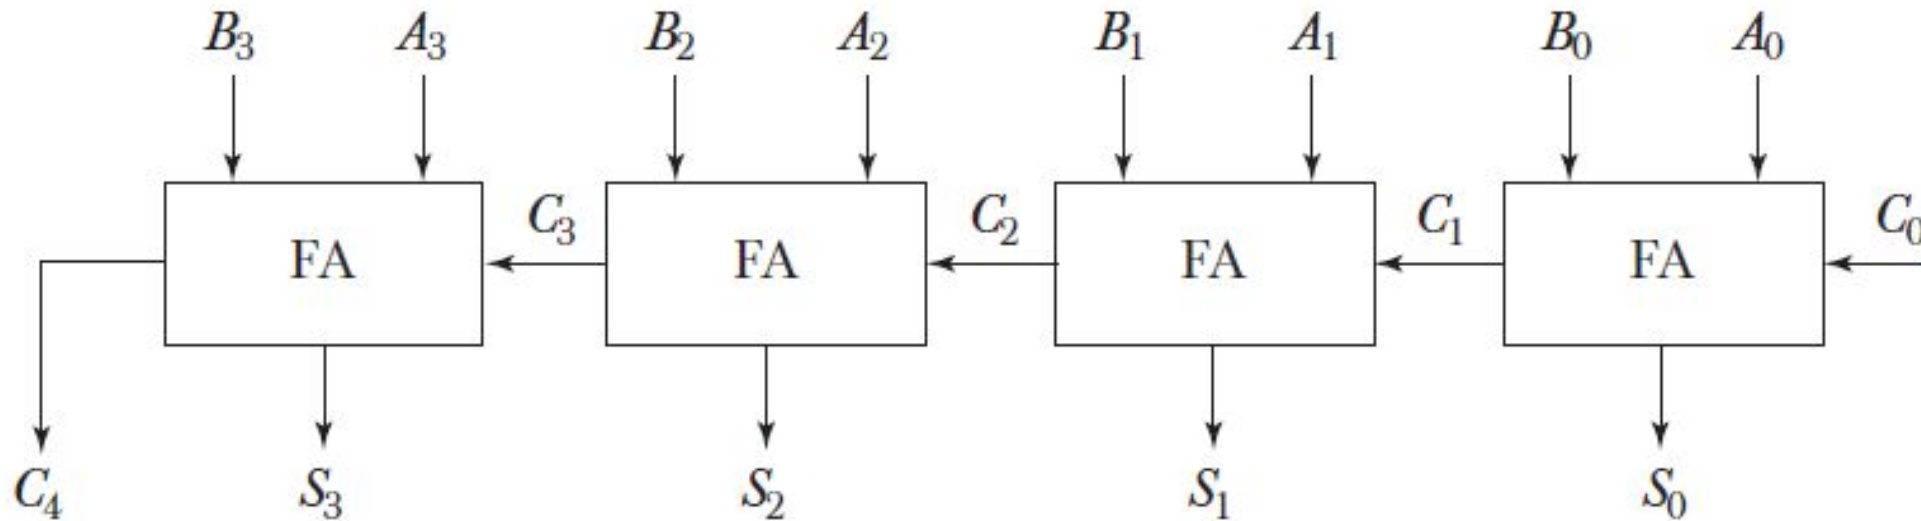 B₃ A₃ B₂ A₂ B₁ A₁ B₀ A₀
C₃ C₂ C₁ C₀
FA FA FA FA
C₄ S₃ S₂ S₁ S₀